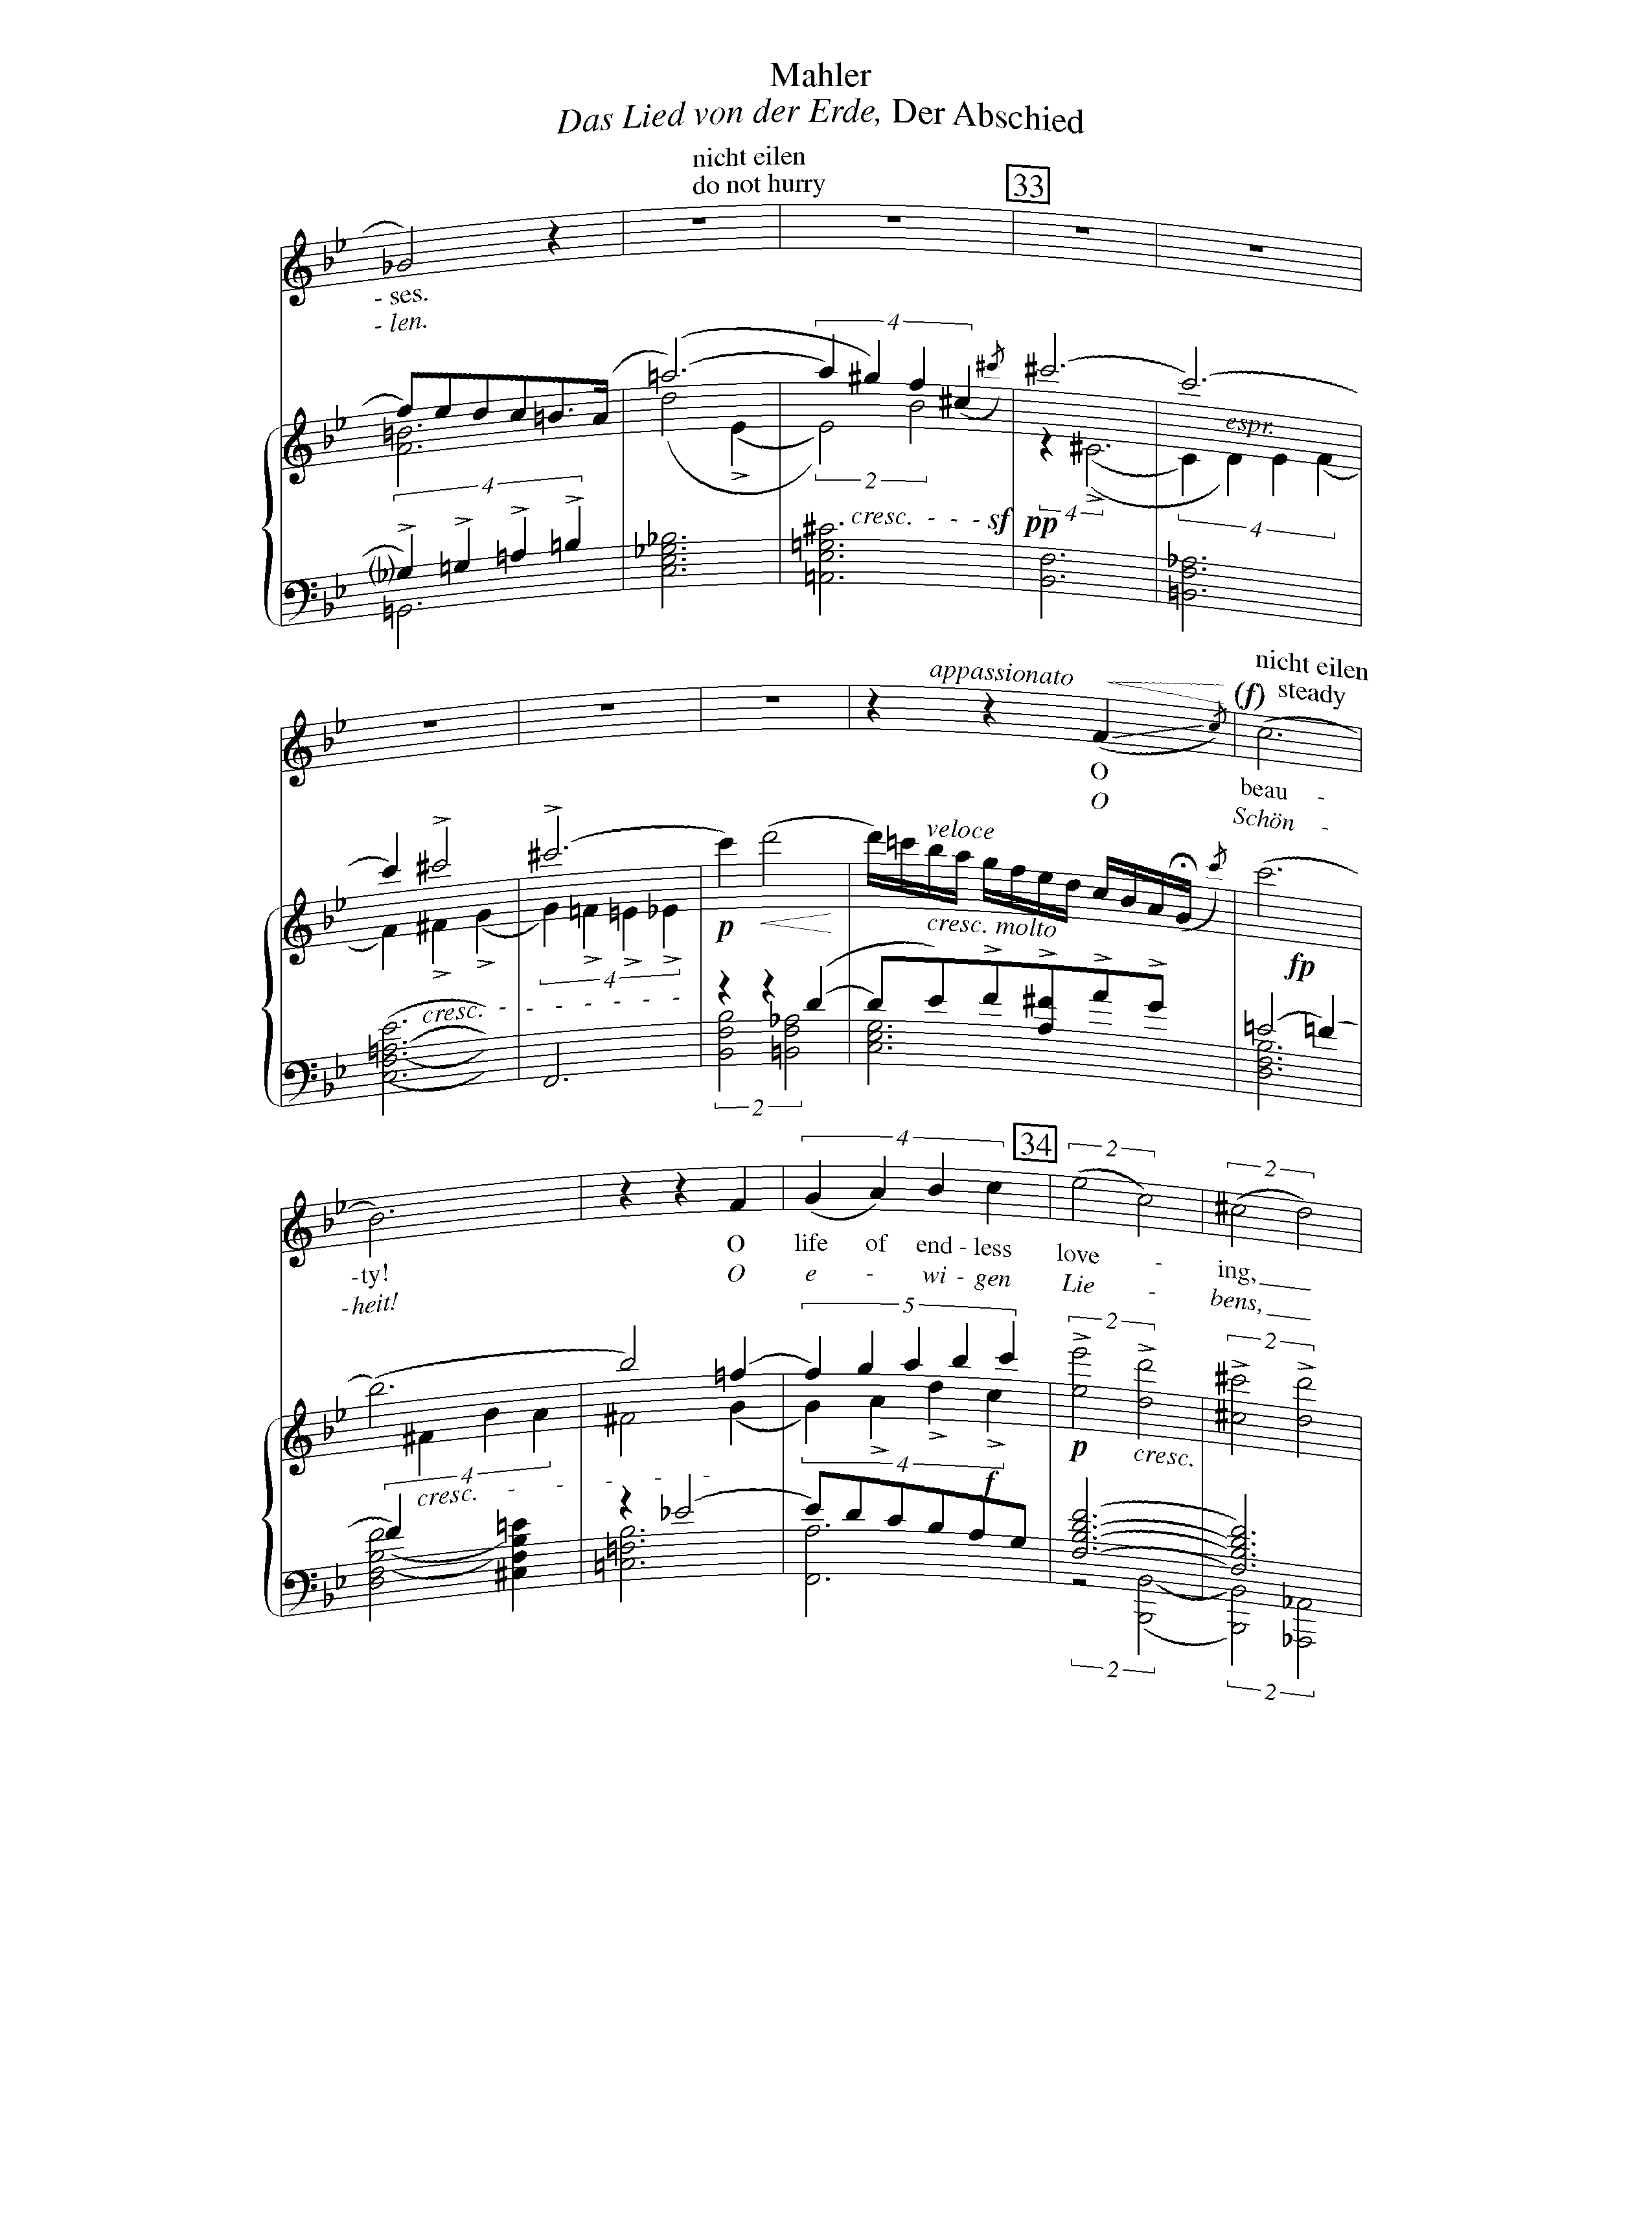 Mahler
Das Lied von der Erde, Der Abschied
nicht eilen
do not hurry
33
- ses.
- len.
4
4
espr.
4
2
cresc. - - - sf pp
4
4
nicht eilen
appassionato
(f) steady
O beau -
O Schön -
veloce
p
cresc. molto
cresc. - - - - - - -
4
fp
2
4
34
2
2
-ty! O life of end - less love - ing,
-heit! O e - wi - gen Lie - bens,
5
2
2
p
cresc.
4
cresc. - - - - -
4
f
2
2